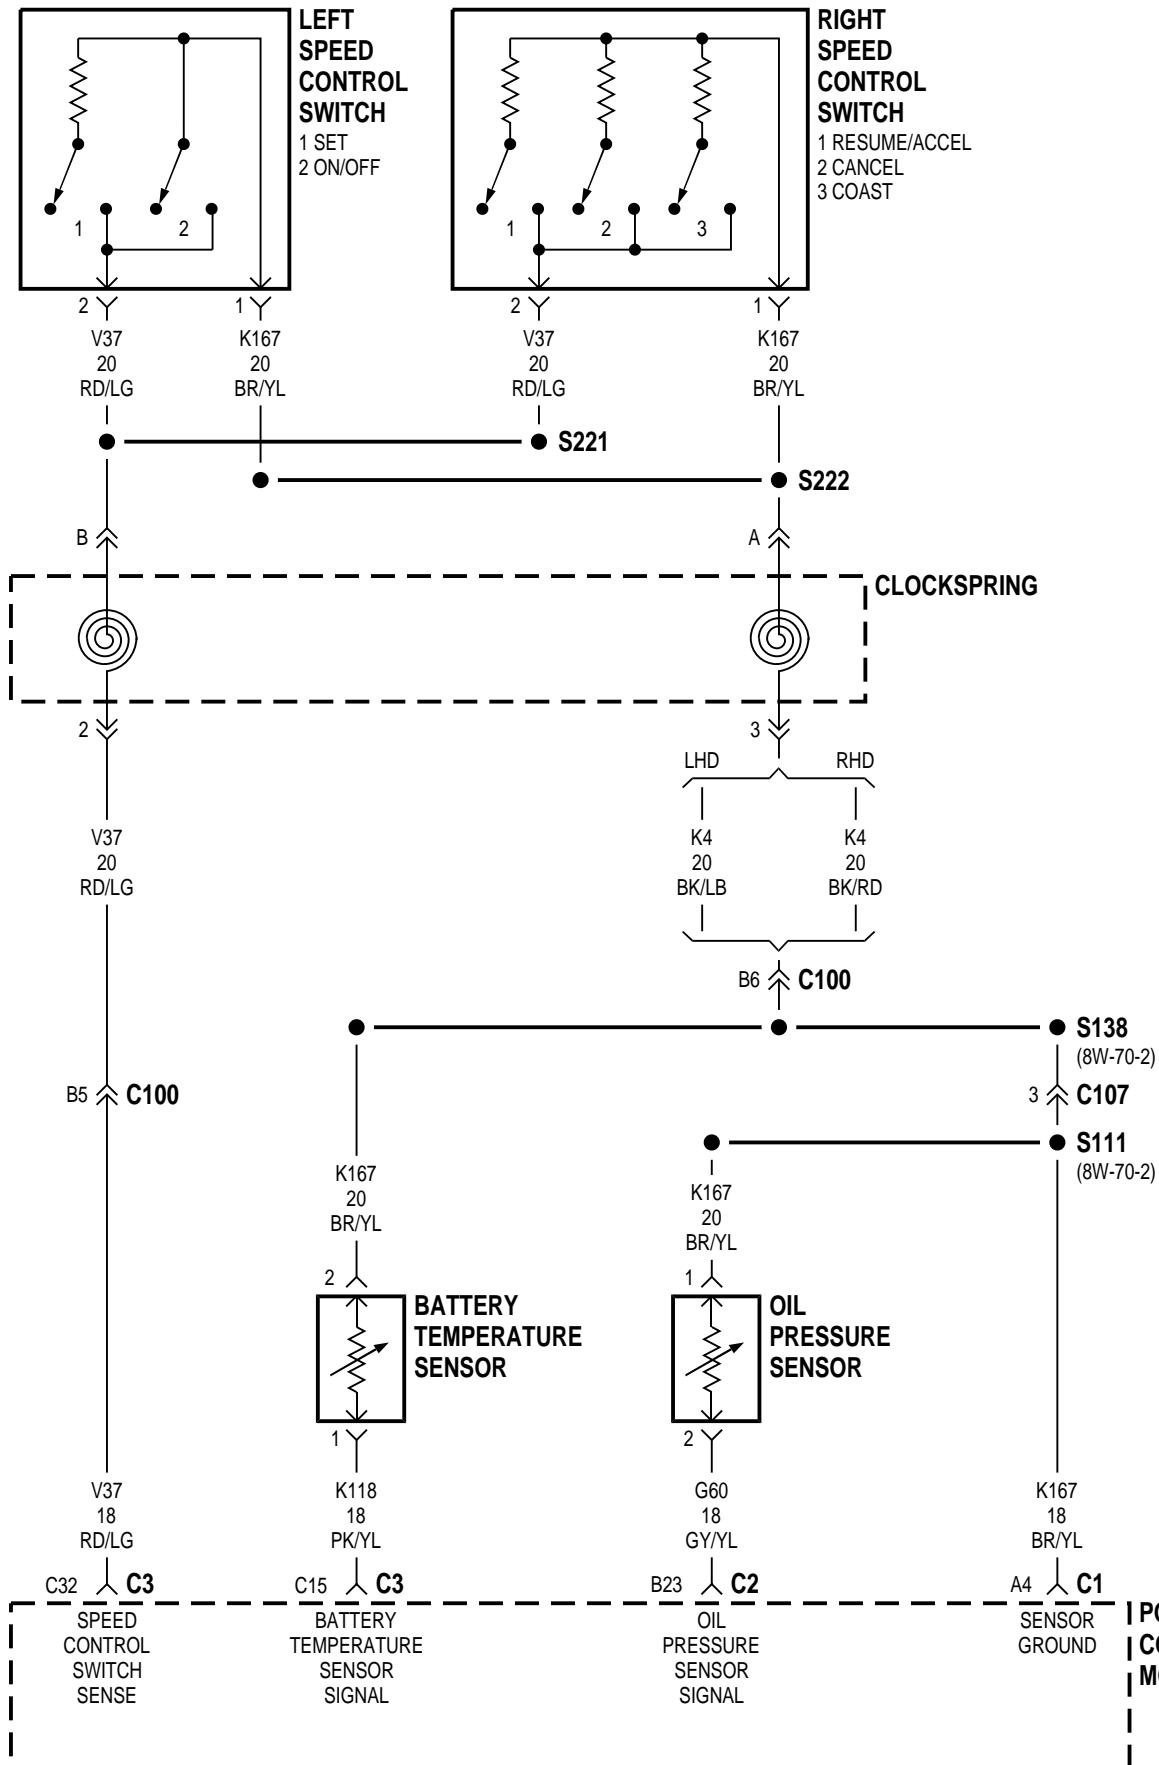 LEFT
SPEED
CONTROL
SWITCH
1 SET
2 ON/OFF
RIGHT
SPEED
CONTROL
SWITCH
1 RESUME/ACCEL
2 CANCEL
3 COAST
1
2
1
2
3
2
1
2
1
V37
20
RD/LG
K167
20
BR/YL
V37
20
RD/LG
K167
20
BR/YL
S221
S222
B
A
CLOCKSPRING
2
3
LHD
RHD
V37
20
RD/LG
K4
20
BK/LB
K4
20
BK/RD
B6
C100
S138
(8W-70-2)
B5
C100
3
C107
S111
(8W-70-2)
K167
20
BR/YL
K167
20
BR/YL
2
1
BATTERY
TEMPERATURE
SENSOR
OIL
PRESSURE
SENSOR
1
2
V37
18
RD/LG
K118
18
PK/YL
G60
18
GY/YL
K167
18
BR/YL
C32
C3
C15
C3
B23
C2
A4
C1
SPEED
CONTROL
SWITCH
SENSE
BATTERY
TEMPERATURE
SENSOR
SIGNAL
OIL
PRESSURE
SENSOR
SIGNAL
SENSOR
GROUND